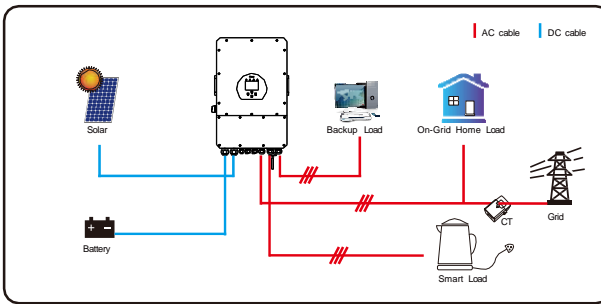 AC cable
DC cable
Solar
Backup Load
On-Grid Home Load
CT
Grid
Battery
Smart Load